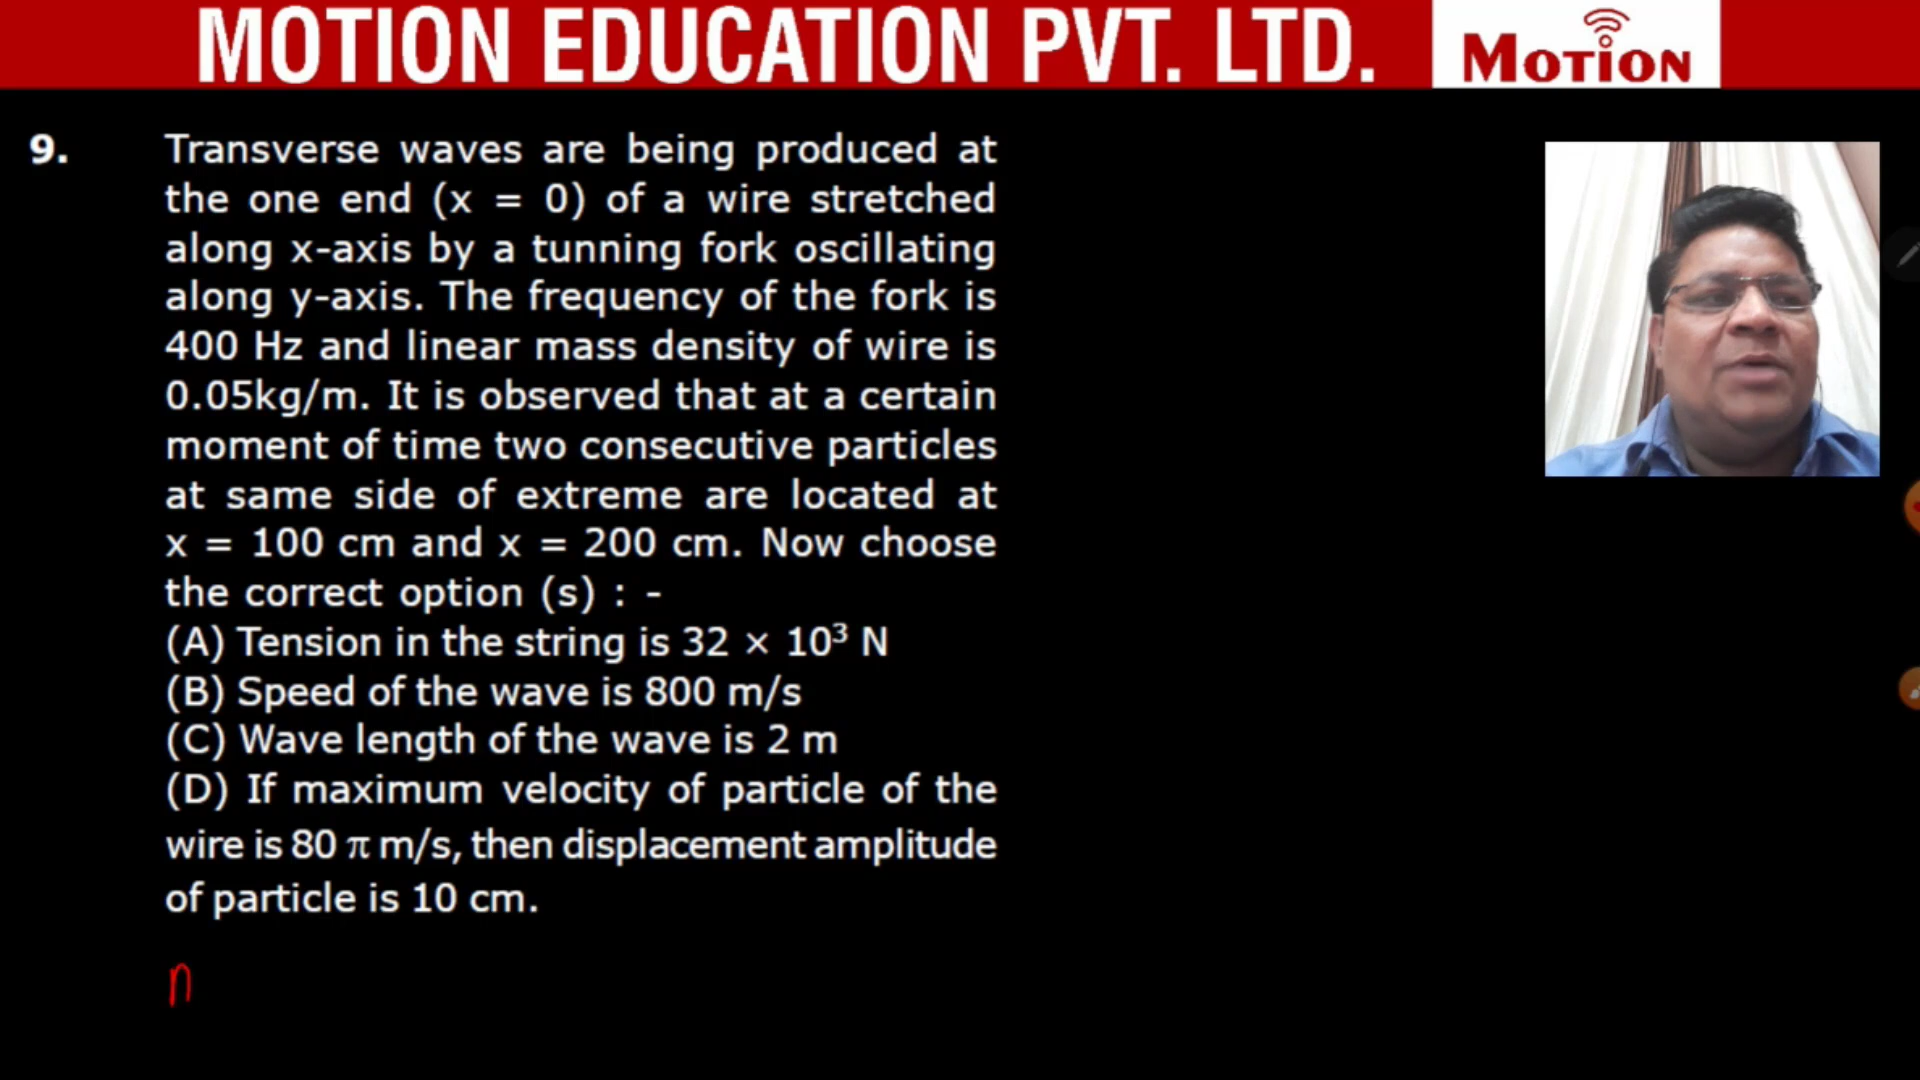 MOTION EDUCATION PVT. LTD.
MOTION
9. Transverse waves are being produced at
the one end (x = 0) of a wire stretched
along x-axis by a tunning fork oscillating
along y-axis. The frequency of the fork is
400 Hz and linear mass density of wire is
0.05kg/m. It is observed that at a certain
moment of time two consecutive particles
at same side of extreme are located at
x = 100 cm and x = 200 cm. Now choose
the correct option (s) : -
(A) Tension in the string is 32 × 10³ N
(B) Speed of the wave is 800 m/s
(C) Wave length of the wave is 2 m
(D) If maximum velocity of particle of the
wire is 80 π m/s, then displacement amplitude
of particle is 10 cm.
n